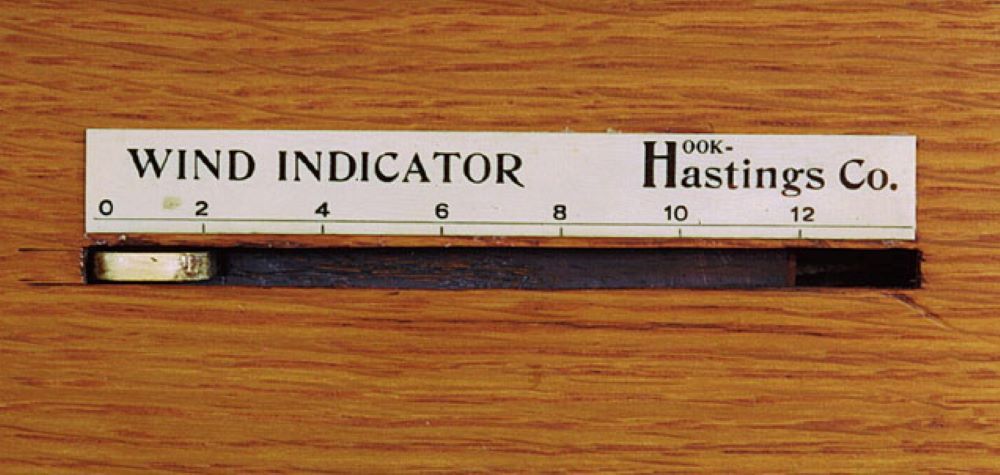 WIND INDICATOR
HOOK-
Hastings Co.
0 2 4 6 8 10 12